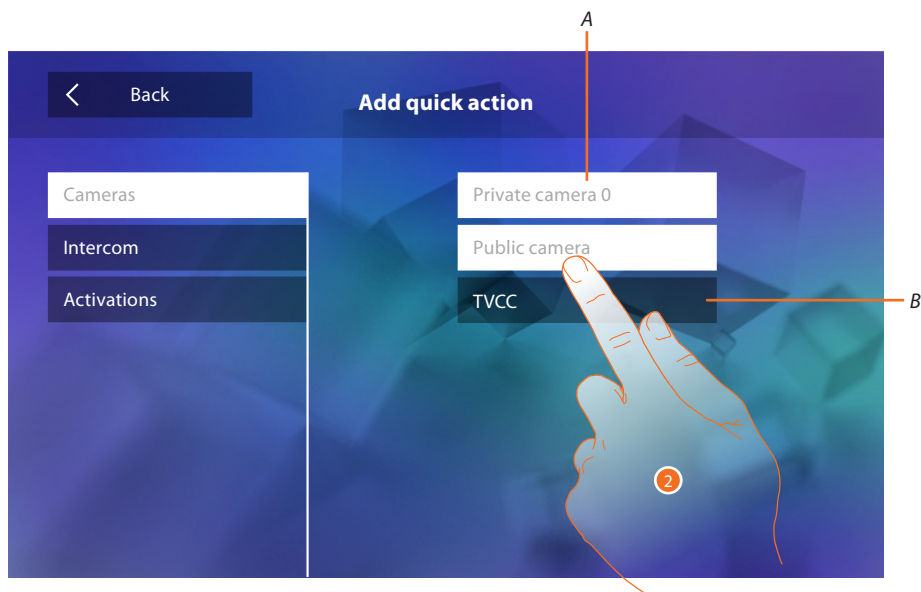 A
Back
Add quick action
Cameras
Private camera 0
Intercom
Public camera
Activations
TVCC
B
2